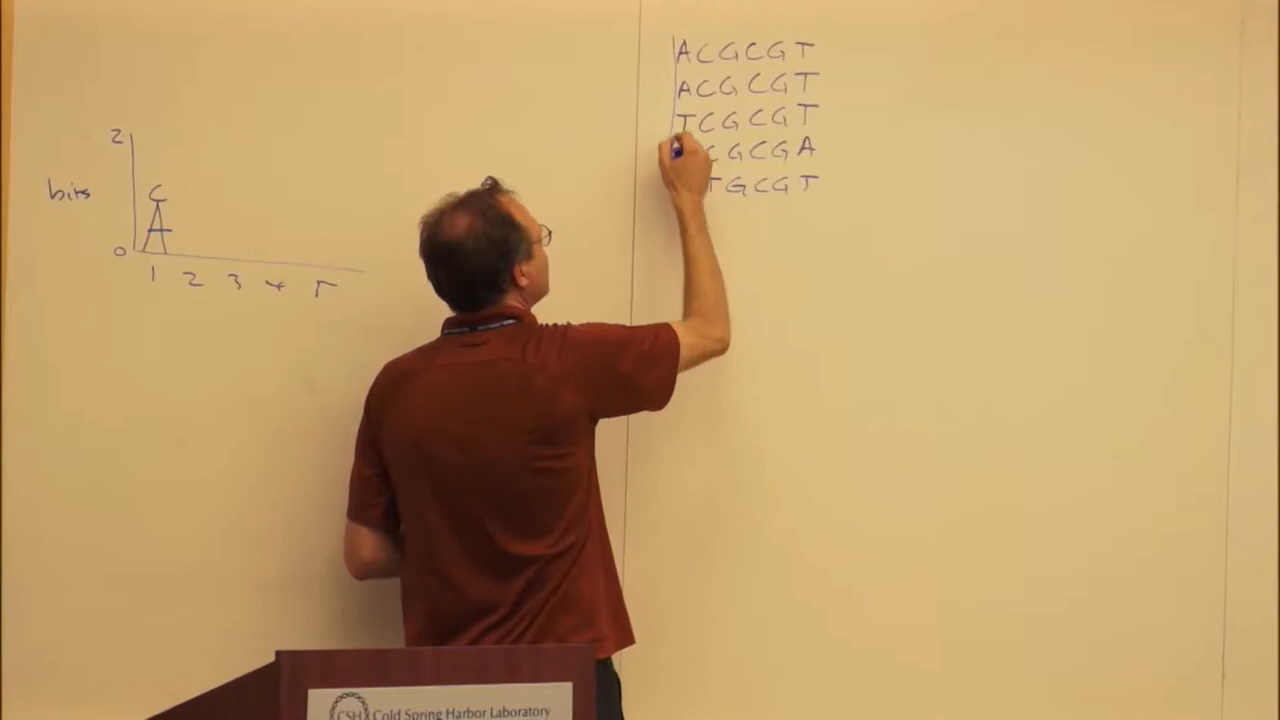 2
bits
C
A
0
1 2 3 4 5
ACGCGT
ACGCGT
TCGCGT
CGCGA
TGCGT
CSH Cold Spring Harbor Laboratory